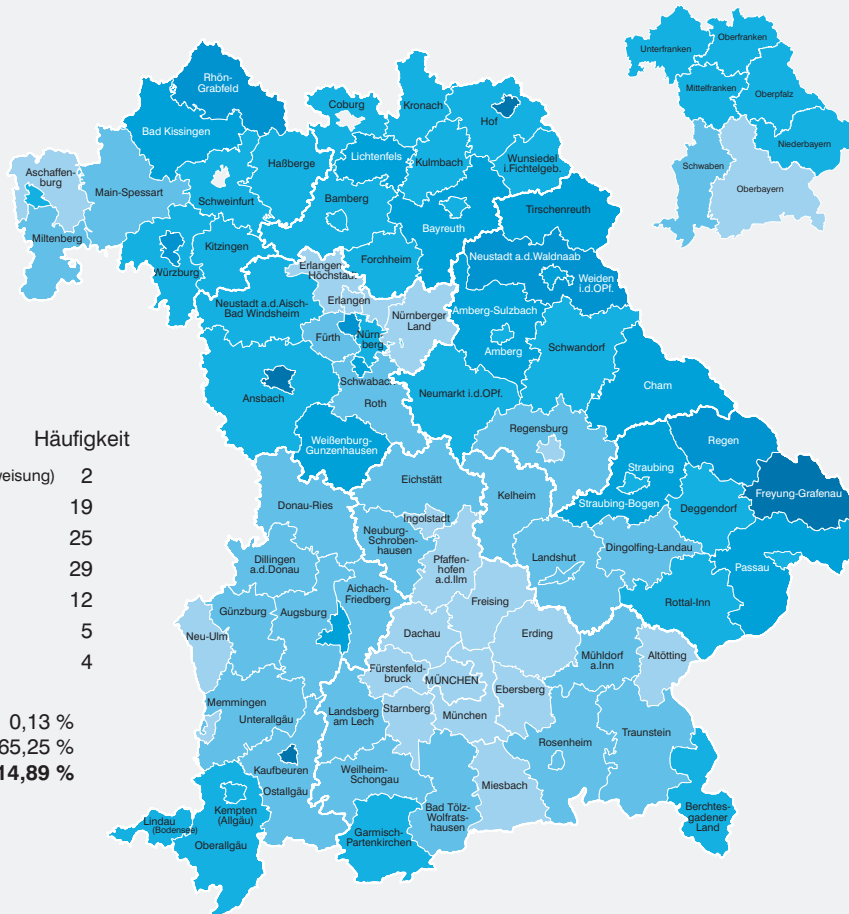 Rhön-
Grabfeld
Bad Kissingen
Aschaffen-
burg
Main-Spessart
Miltenberg
Schweinfurt
Haßberge
Würzburg
Kitzingen
Coburg
Kronach
Hof
Lichtenfels
Kulmbach
Wunsiedel
i.Fichtelgeb.
Bamberg
Bayreuth
Forchheim
Tirschenreuth
Neustadt a.d.Waldnaab
Weiden
i.d.OPf.
Erlangen-
Höchstadt
Erlangen
Neustadt a.d.Aisch-
Bad Windsheim
Fürth
Nürn-
berg
Nürnberger
Land
Amberg-Sulzbach
Amberg
Schwandorf
Ansbach
Schwabach
Roth
Neumarkt i.d.OPf.
Cham
Weißenburg-
Gunzenhausen
Regensburg
Regen
Straubing
Straubing-Bogen
Freyung-Grafenau
Deggendorf
Eichstätt
Kelheim
Donau-Ries
Ingolstadt
Neuburg-
Schroben-
hausen
Pfaffen-
hofen
a.d.Ilm
Landshut
Dingolfing-Landau
Passau
Rottal-Inn
Dillingen
a.d.Donau
Aichach-
Friedberg
Günzburg
Augsburg
Neu-Ulm
Freising
Dachau
Erding
Mühldorf
a.Inn
Altötting
Fürstenfeld-
bruck
MÜNCHEN
Ebersberg
Starnberg
München
Memmingen
Unterallgäu
Landsberg
am Lech
Rosenheim
Traunstein
Kaufbeuren
Ostallgäu
Weilheim-
Schongau
Miesbach
Bad Tölz-
Wolfrats-
hausen
Garmisch-
Partenkirchen
Berchtes-
gadener
Land
Lindau
(Bodensee)
Kempten
(Allgäu)
Oberallgäu
Unterfranken
Oberfranken
Mittelfranken
Oberpfalz
Niederbayern
Schwaben
Oberbayern
Häufigkeit
weisung) 2
19
25
29
12
5
4
0,13 %
65,25 %
14,89 %